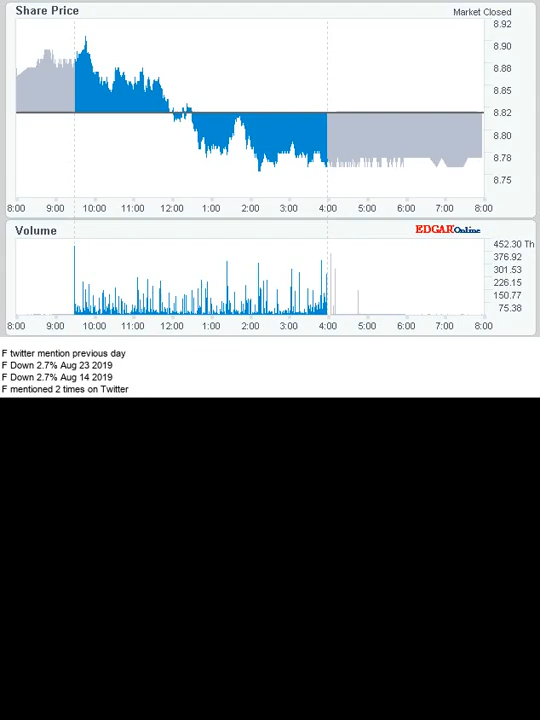 Share Price
Market Closed
8.92
8.90
8.88
8.85
8.82
8.80
8.78
8.75
8:00 9:00 10:00 11:00 12:00 1:00 2:00 3:00 4:00 5:00 6:00 7:00 8:00
Volume
EDGAR Online
452.30 Th
376.92
301.53
226.15
150.77
75.38
8:00 9:00 10:00 11:00 12:00 1:00 2:00 3:00 4:00 5:00 6:00 7:00 8:00
F twitter mention previous day
F Down 2.7% Aug 23 2019
F Down 2.7% Aug 14 2019
F mentioned 2 times on Twitter